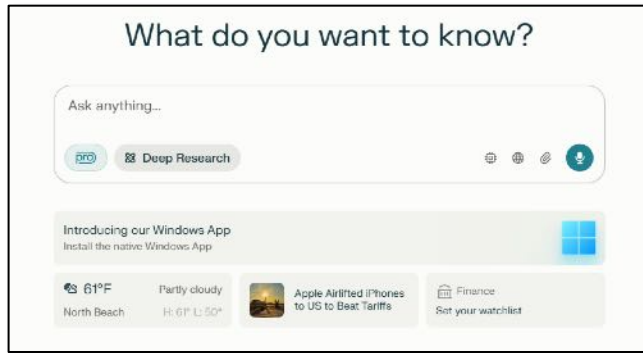 What do you want to know?
Ask anything...
pro
Deep Research
Introducing our Windows App
Install the native Windows App
61°F
Partly cloudy
North Beach
H: 61° L: 50°
Apple Airlifted iPhones
to US to Beat Tariffs
Finance
Set your watchlist